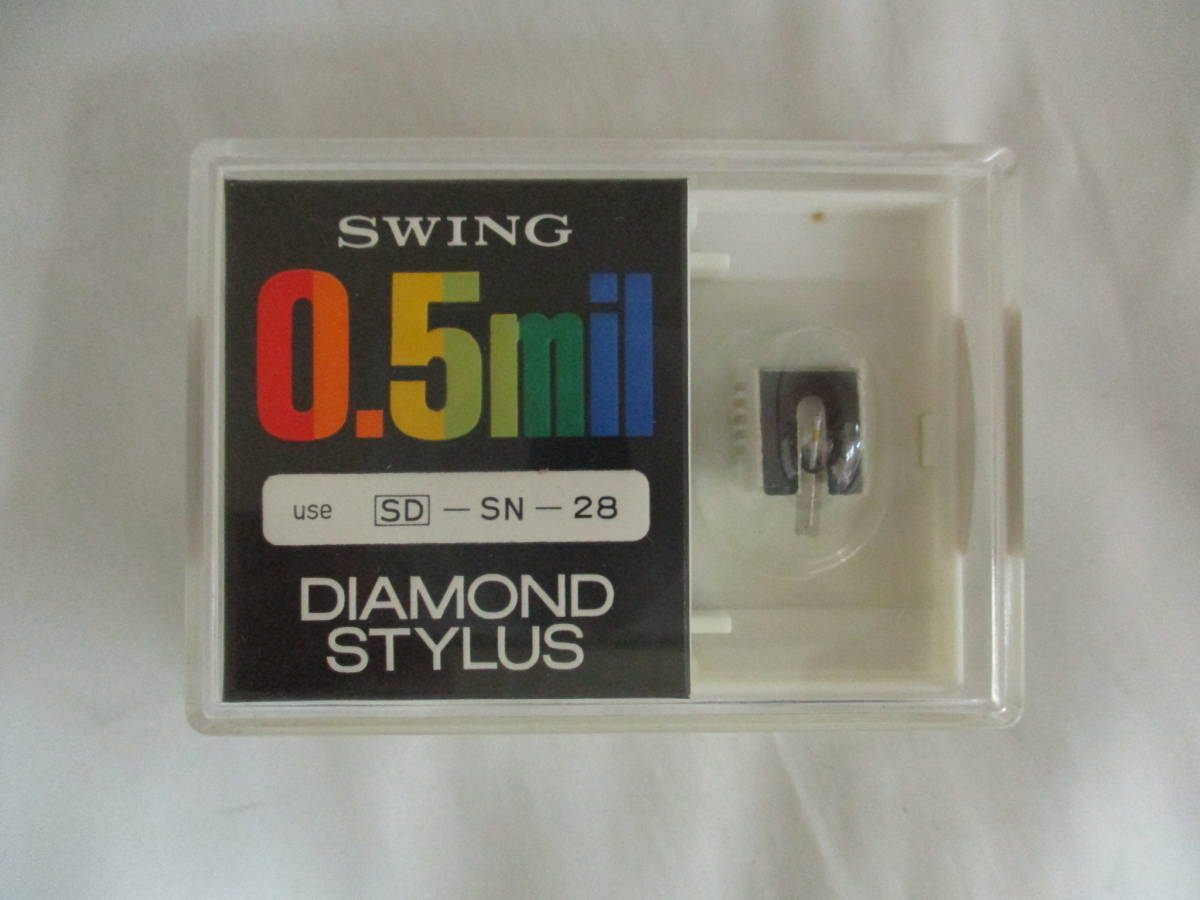 SWING
0.5mil
use SD - SN - 28
DIAMOND
STYLUS